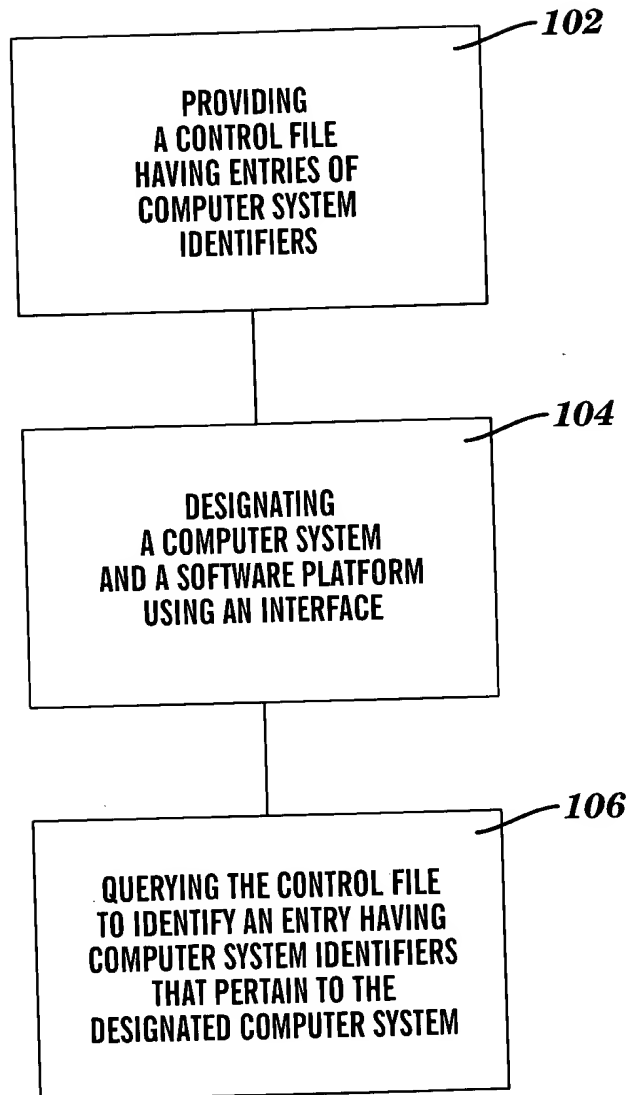 102
PROVIDING
A CONTROL FILE
HAVING ENTRIES OF
COMPUTER SYSTEM
IDENTIFIERS
104
DESIGNATING
A COMPUTER SYSTEM
AND A SOFTWARE PLATFORM
USING AN INTERFACE
106
QUERYING THE CONTROL FILE
TO IDENTIFY AN ENTRY HAVING
COMPUTER SYSTEM IDENTIFIERS
THAT PERTAIN TO THE
DESIGNATED COMPUTER SYSTEM